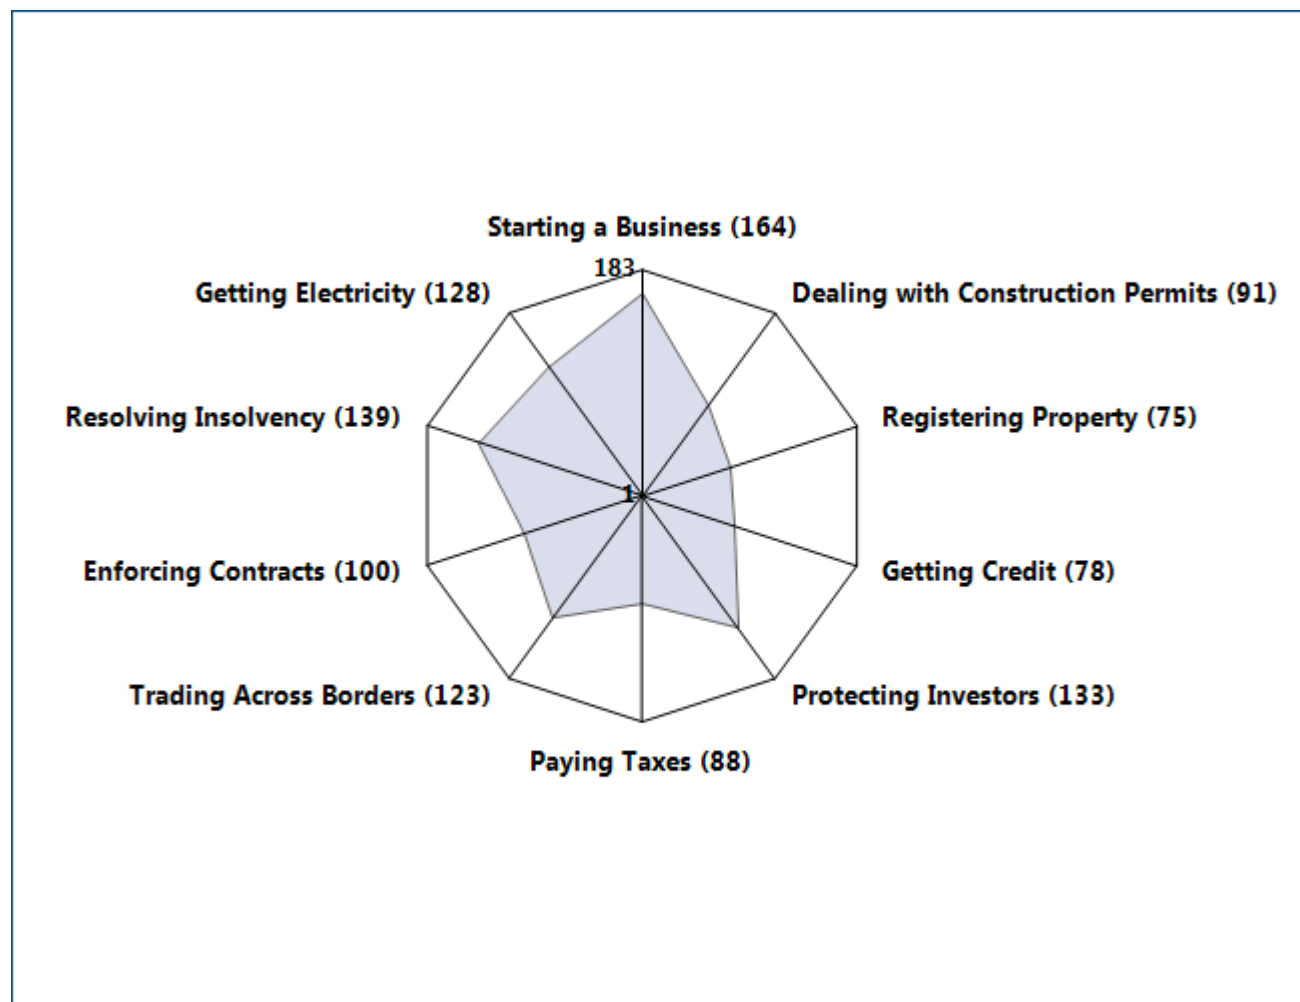 Starting a Business (164)
183
Getting Electricity (128)
Dealing with Construction Permits (91)
Resolving Insolvency (139)
Registering Property (75)
1
Enforcing Contracts (100)
Getting Credit (78)
Trading Across Borders (123)
Protecting Investors (133)
Paying Taxes (88)